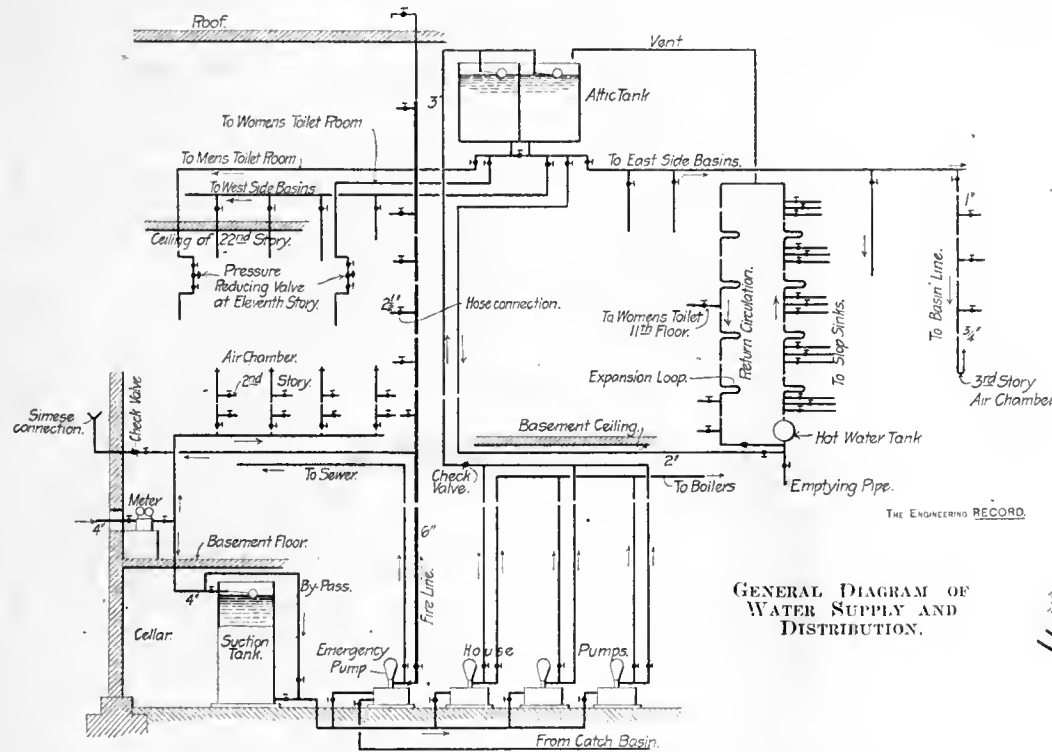 Roof.
Vent
3"
Attic Tank
To Womens Toilet Room
To Mens Toilet Room
To East Side Basins.
To West Side Basins
1"
Ceiling of 22nd Story.
Pressure
Reducing Valve
at Eleventh Story.
2½"
Hose connection.
To Womens Toilet
11th Floor.
Return Circulation
To Slop Sinks.
To Basin Line.
¾"
Air Chamber.
2nd Story.
Expansion Loop.
3rd Story
Air Chamber
Simese
connection.
Check Valve
Basement Ceiling
Hot Water Tank
To Sewer.
Check
Valve.
2"
To Boilers
Emptying Pipe.
Meter
4"
6"
THE ENGINEERING RECORD.
Basement Floor.
Fire Line.
4"
By-Pass.
GENERAL DIAGRAM OF
WATER SUPPLY AND
DISTRIBUTION.
Cellar.
Suction
Tank.
Emergency
Pump
House Pumps.
From Catch Basin.